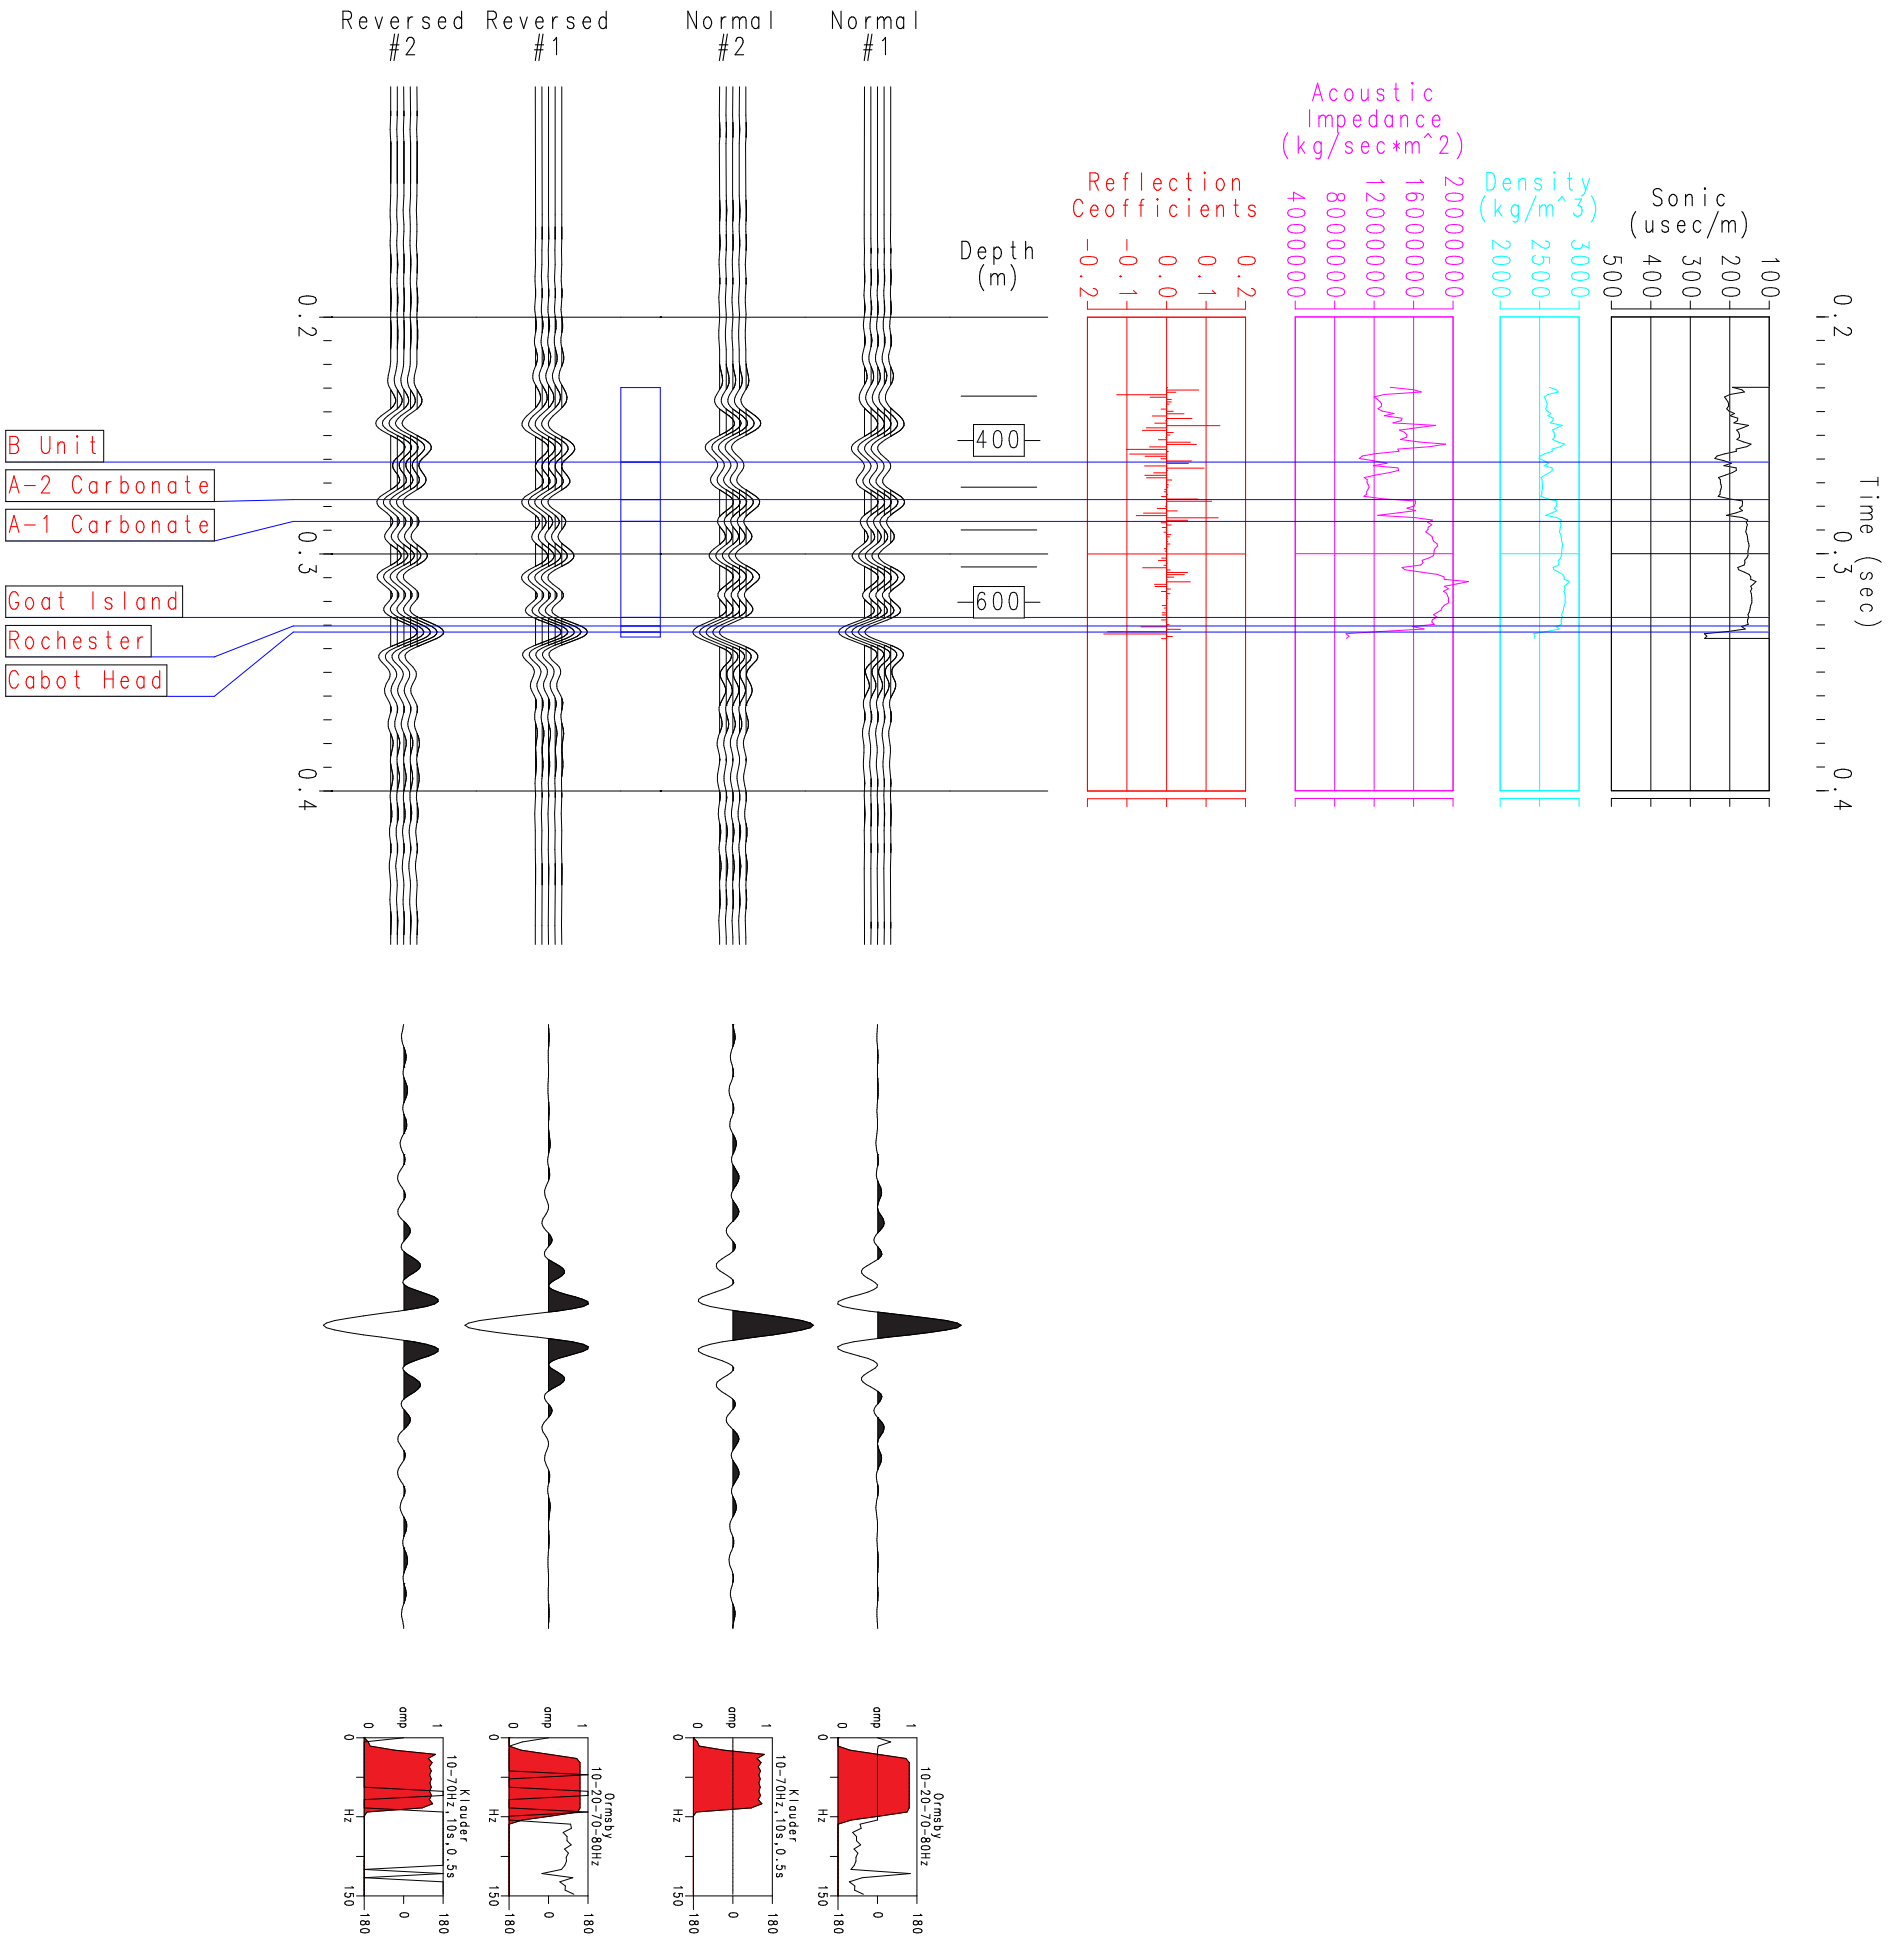 Reversed
#2
Reversed
#1
Normal
#2
Normal
#1
Depth
(m)
Reflection
Ceofficients
-0.2
-0.1
0.0
0.1
0.2
Acoustic
Impedance
(kg/sec*m^2)
4000000
8000000
12000000
16000000
20000000
Density
(kg/m^3)
2000
2500
3000
Sonic
(usec/m)
500
400
300
200
100
0.2
0.3
0.4
Time (sec)
0.2
0.3
0.4
400
600
B Unit
A-2 Carbonate
A-1 Carbonate
Goat Island
Rochester
Cabot Head
0
amp
1
0
Hz
150
180
0
180
Klauder
10-70Hz,10s,0.5s
0
amp
1
0
Hz
150
180
0
180
Ormsby
10-20-70-80Hz
0
amp
1
0
Hz
150
180
0
180
Klauder
10-70Hz,10s,0.5s
0
amp
1
0
Hz
150
180
0
180
Ormsby
10-20-70-80Hz